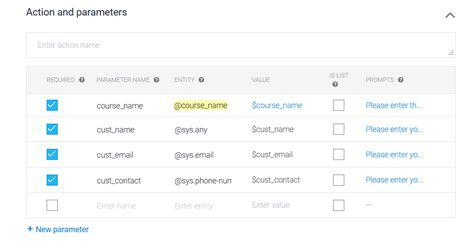 Action and parameters
Enter action name
REQUIRED PARAMETER NAME ENTITY VALUE IS LIST PROMPTS
course_name @course_name $course_name Please enter th...
cust_name @sys.any $cust_name Please enter yo...
cust_email @sys.email $cust_email Please enter yo...
cust_contact @sys.phone-nun $cust_contact Please enter yo...
Enter name Enter entity Enter value —
+ New parameter